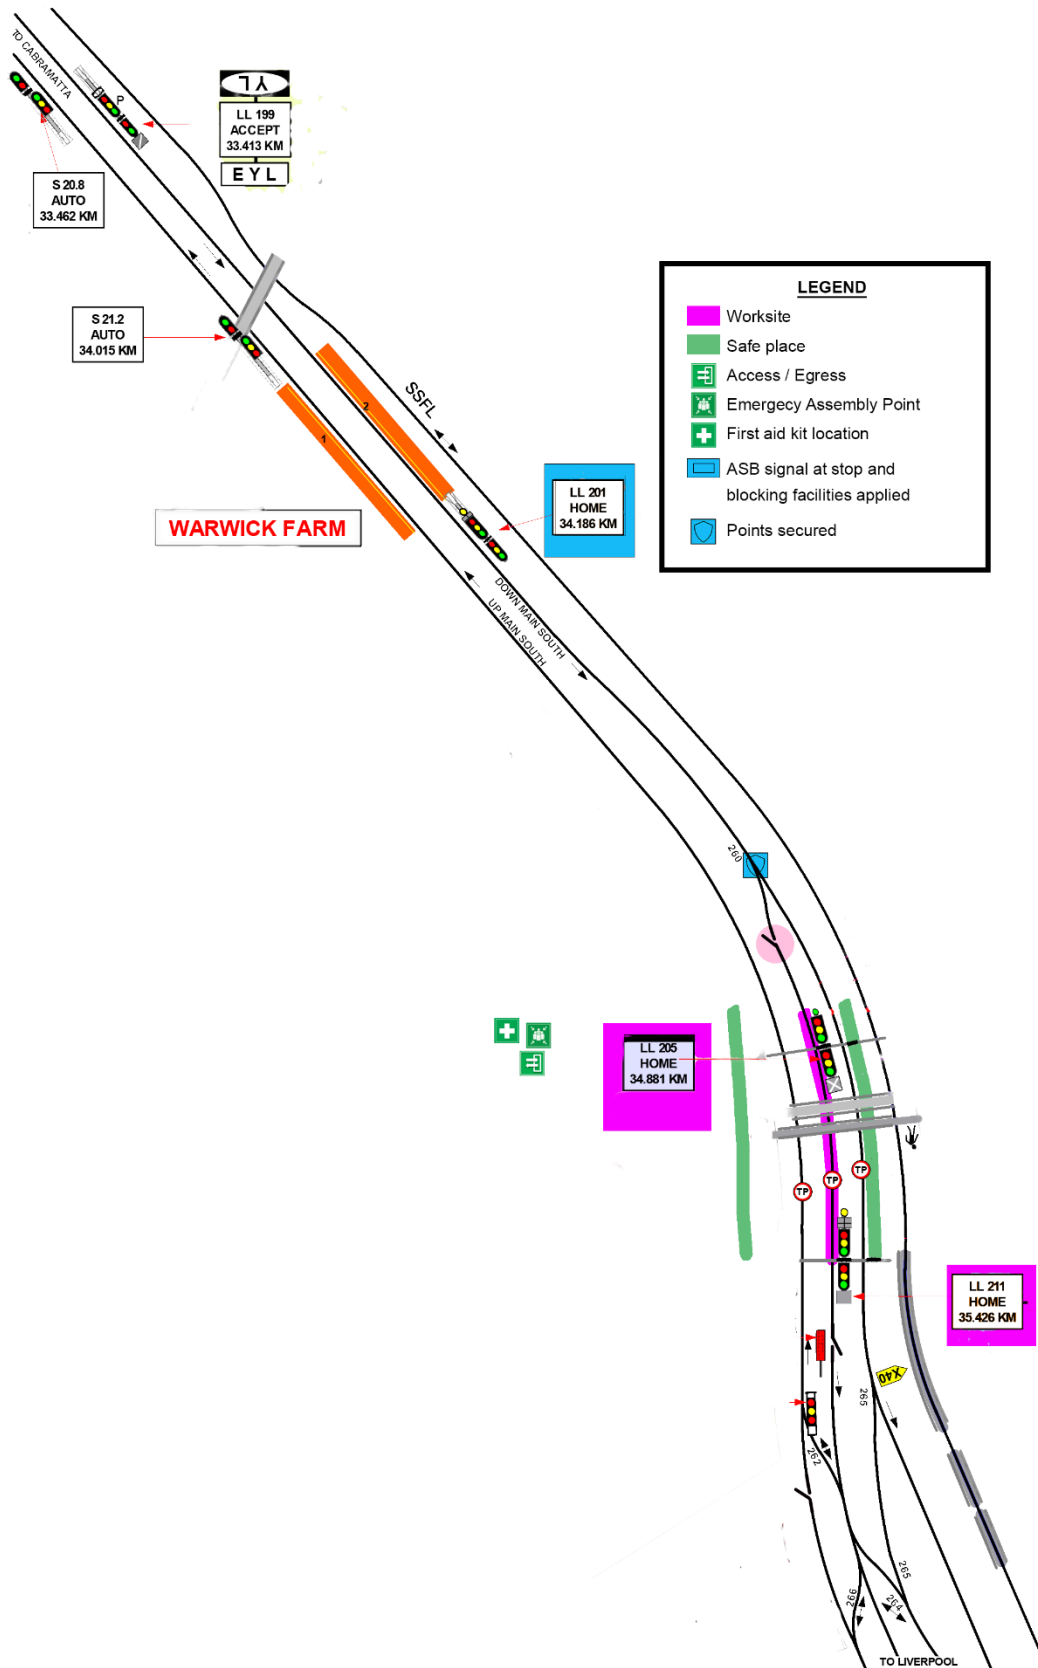 TO CABRAMATTA
YL
LL 199
ACCEPT
33.413 KM
E Y L
S 20.8
AUTO
33.462 KM
S 21.2
AUTO
34.015 KM
LEGEND
Worksite
Safe place
Access / Egress
Emergecy Assembly Point
First aid kit location
ASB signal at stop and
blocking facilities applied
Points secured
SSFL
2
1
WARWICK FARM
LL 201
HOME
34.186 KM
DOWN MAIN SOUTH
UP MAIN SOUTH
260
LL 205
HOME
34.881 KM
TP
TP
TP
LL 211
HOME
35.426 KM
X40
265
262
265
266
264
TO LIVERPOOL